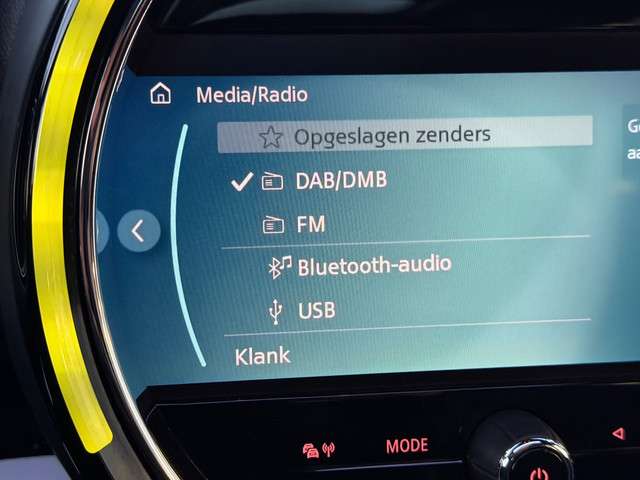 Media/Radio
Opgeslagen zenders
DAB/DMB
FM
Bluetooth-audio
USB
Klank
MODE